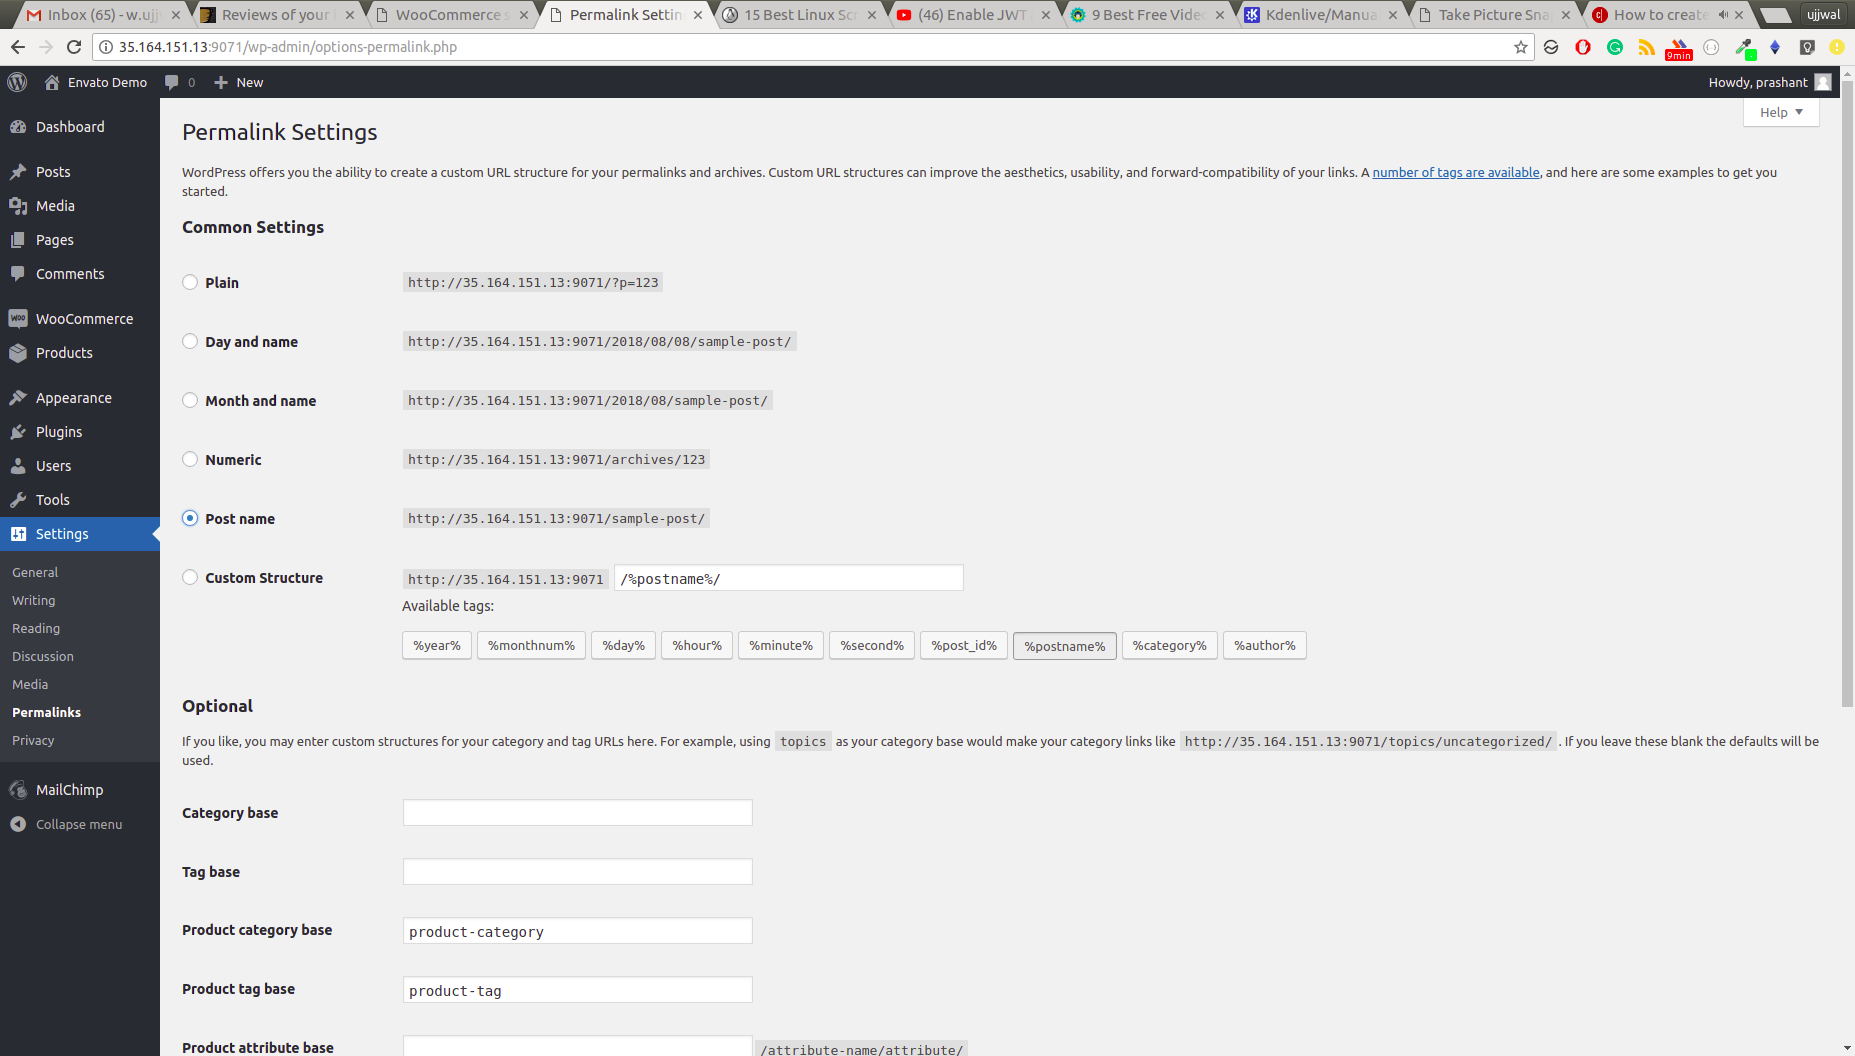 Inbox (65) - w.ujj
Reviews of your
WooCommerce s
Permalink Settin
15 Best Linux Scr
(46) Enable JWT A
9 Best Free Video
Kdenlive/Manua
Take Picture Sna
How to create
ujjwal
35.164.151.13:9071/wp-admin/options-permalink.php
9min
Envato Demo
0
New
Howdy, prashant
Help
Dashboard
Posts
Media
Pages
Comments
WooCommerce
Products
Appearance
Plugins
Users
Tools
Settings
General
Writing
Reading
Discussion
Media
Permalinks
Privacy
MailChimp
Collapse menu
Permalink Settings
WordPress offers you the ability to create a custom URL structure for your permalinks and archives. Custom URL structures can improve the aesthetics, usability, and forward-compatibility of your links. A number of tags are available, and here are some examples to get you
started.
Common Settings
Plain http://35.164.151.13:9071/?p=123
Day and name http://35.164.151.13:9071/2018/08/08/sample-post/
Month and name http://35.164.151.13:9071/2018/08/sample-post/
Numeric http://35.164.151.13:9071/archives/123
Post name http://35.164.151.13:9071/sample-post/
Custom Structure http://35.164.151.13:9071 /%postname%/
Available tags:
%year% %monthnum% %day% %hour% %minute% %second% %post_id% %postname% %category% %author%
Optional
If you like, you may enter custom structures for your category and tag URLs here. For example, using topics as your category base would make your category links like http://35.164.151.13:9071/topics/uncategorized/ . If you leave these blank the defaults will be
used.
Category base
Tag base
Product category base product-category
Product tag base product-tag
Product attribute base /attribute-name/attribute/